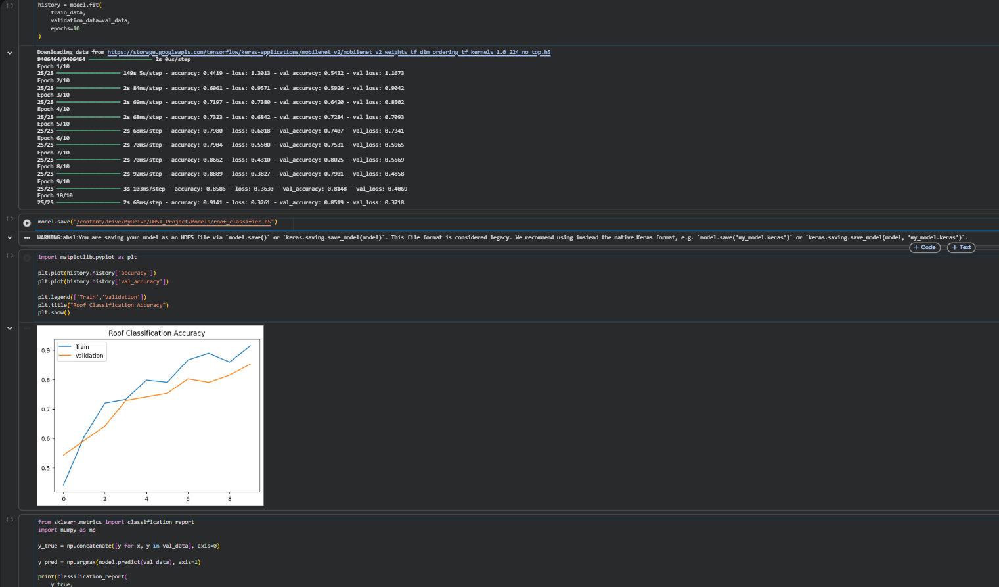 [ ]
history = model.fit(
train_data,
validation_data=val_data,
epochs=10
)
Downloading data from https://storage.googleapis.com/tensorflow/keras-applications/mobilenet_v2/mobilenet_v2_weights_tf_dim_ordering_tf_kernels_1.0_224_no_top.h5
9406464/9406464 ━━━━━━━━━━━━━━━━━━━━ 2s 0us/step
Epoch 1/10
25/25 ━━━━━━━━━━━━━━━━━━━━ 149s 5s/step - accuracy: 0.4419 - loss: 1.3013 - val_accuracy: 0.5432 - val_loss: 1.1673
Epoch 2/10
25/25 ━━━━━━━━━━━━━━━━━━━━ 2s 84ms/step - accuracy: 0.6061 - loss: 0.9571 - val_accuracy: 0.5926 - val_loss: 0.9042
Epoch 3/10
25/25 ━━━━━━━━━━━━━━━━━━━━ 2s 69ms/step - accuracy: 0.7197 - loss: 0.7380 - val_accuracy: 0.6420 - val_loss: 0.8502
Epoch 4/10
25/25 ━━━━━━━━━━━━━━━━━━━━ 2s 68ms/step - accuracy: 0.7323 - loss: 0.6842 - val_accuracy: 0.7284 - val_loss: 0.7093
Epoch 5/10
25/25 ━━━━━━━━━━━━━━━━━━━━ 2s 68ms/step - accuracy: 0.7980 - loss: 0.6018 - val_accuracy: 0.7407 - val_loss: 0.7341
Epoch 6/10
25/25 ━━━━━━━━━━━━━━━━━━━━ 2s 70ms/step - accuracy: 0.7904 - loss: 0.5500 - val_accuracy: 0.7531 - val_loss: 0.5965
Epoch 7/10
25/25 ━━━━━━━━━━━━━━━━━━━━ 2s 70ms/step - accuracy: 0.8662 - loss: 0.4310 - val_accuracy: 0.8025 - val_loss: 0.5569
Epoch 8/10
25/25 ━━━━━━━━━━━━━━━━━━━━ 2s 92ms/step - accuracy: 0.8889 - loss: 0.3827 - val_accuracy: 0.7901 - val_loss: 0.4858
Epoch 9/10
25/25 ━━━━━━━━━━━━━━━━━━━━ 3s 103ms/step - accuracy: 0.8586 - loss: 0.3630 - val_accuracy: 0.8148 - val_loss: 0.4069
Epoch 10/10
25/25 ━━━━━━━━━━━━━━━━━━━━ 2s 68ms/step - accuracy: 0.9141 - loss: 0.3261 - val_accuracy: 0.8519 - val_loss: 0.3718
[ ]
model.save("/content/drive/MyDrive/UHSI_Project/Models/roof_classifier.h5")
WARNING:absl:You are saving your model as an HDF5 file via `model.save()` or `keras.saving.save_model(model)`. This file format is considered legacy. We recommend using instead the native Keras format, e.g. `model.save('my_model.keras')` or `keras.saving.save_model(model, 'my_model.keras')`.
+ Code + Text
[ ]
import matplotlib.pyplot as plt
plt.plot(history.history['accuracy'])
plt.plot(history.history['val_accuracy'])
plt.legend(['Train','Validation'])
plt.title("Roof Classification Accuracy")
plt.show()
Roof Classification Accuracy
Train
Validation
0.9
0.8
0.7
0.6
0.5
0 2 4 6 8
[ ]
from sklearn.metrics import classification_report
import numpy as np
y_true = np.concatenate([y for x, y in val_data], axis=0)
y_pred = np.argmax(model.predict(val_data), axis=1)
print(classification_report(
y_true,